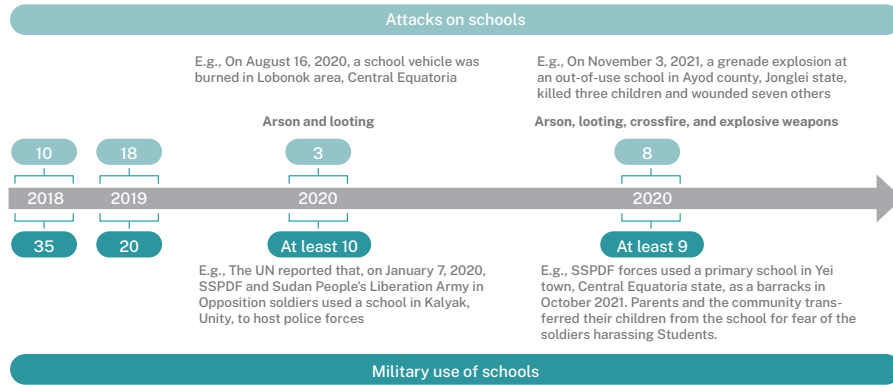 Attacks on schools
E.g., On August 16, 2020, a school vehicle was
burned in Lobonok area, Central Equatoria
E.g., On November 3, 2021, a grenade explosion at
an out-of-use school in Ayod county, Jonglei state,
killed three children and wounded seven others
Arson and looting
Arson, looting, crossfire, and explosive weapons
10
18
3
8
2018
2019
2020
2020
35
20
At least 10
At least 9
E.g., The UN reported that, on January 7, 2020,
SSPDF and Sudan People's Liberation Army in
Opposition soldiers used a school in Kalyak,
Unity, to host police forces
E.g., SSPDF forces used a primary school in Yei
town, Central Equatoria state, as a barracks in
October 2021. Parents and the community trans-
ferred their children from the school for fear of the
soldiers harassing Students.
Military use of schools